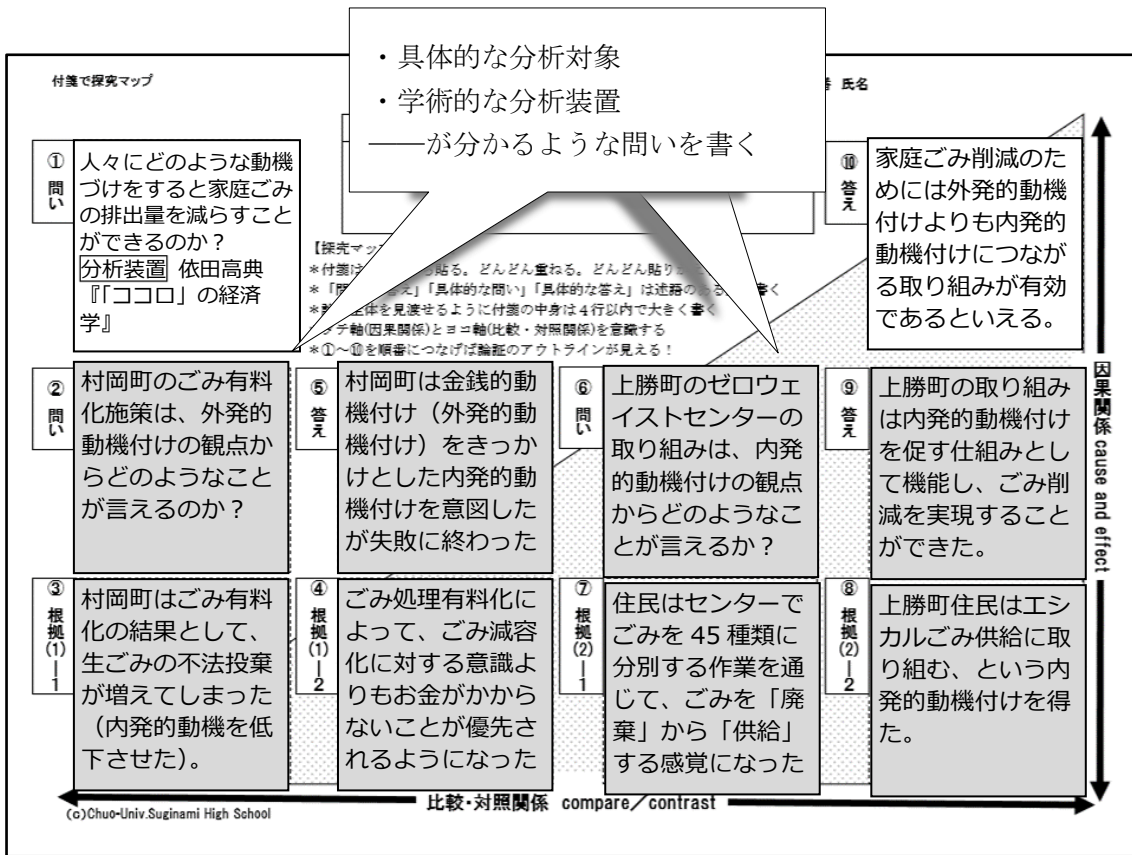 ・具体的な分析対象
・学術的な分析装置
――が分かるような問いを書く
付箋で探究マップ
氏名
① 問い
人々にどのような動機
づけをすると家庭ごみ
の排出量を減らすこと
ができるのか？
分析装置 依田高典
『「ココロ」の経済
学』
⑩ 答え
家庭ごみ削減のた
めには外発的動機
付けよりも内発的
動機付けにつなが
る取り組みが有効
であるといえる。
【探究マッ
＊付箋は
貼る。どんどん重ねる。どんどん貼り
＊「問
え」「具体的な問い」「具体的な答え」は述語の
書く
全体を見渡せるように付箋の中身は４行以内で大きく書く
テ軸(因果関係)とヨコ軸(比較・対照関係)を意識する
＊①～⑩を順番につなげば論証のアウトラインが見える！
② 問い
村岡町のごみ有料
化施策は、外発的
動機付けの観点か
らどのようなこと
が言えるのか？
⑤ 答え
村岡町は金銭的動
機付け（外発的動
機付け）をきっか
けとした内発的動
機付けを意図した
が失敗に終わった
⑥ 問い
上勝町のゼロウェ
イストセンターの
取り組みは、内発
的動機付けの観点
からどのようなこ
とが言えるか？
⑨ 答え
上勝町の取り組み
は内発的動機付け
を促す仕組みとし
て機能し、ごみ削
減を実現すること
ができた。
因果関係 cause and effect
③ 根拠(1)―1
村岡町はごみ有料
化の結果として、
生ごみの不法投棄
が増えてしまった
（内発的動機を低
下させた）。
④ 根拠(1)―2
ごみ処理有料化に
よって、ごみ減容
化に対する意識よ
りもお金がかから
ないことが優先さ
れるようになった
⑦ 根拠(2)―1
住民はセンターで
ごみを 45 種類に
分別する作業を通
じて、ごみを「廃
棄」から「供給」
する感覚になった
⑧ 根拠(2)―2
上勝町住民はエシ
カルごみ供給に取
り組む、という内
発的動機付けを得
た。
比較・対照関係 compare／contrast
(c)Chuo-Univ.Suginami High School